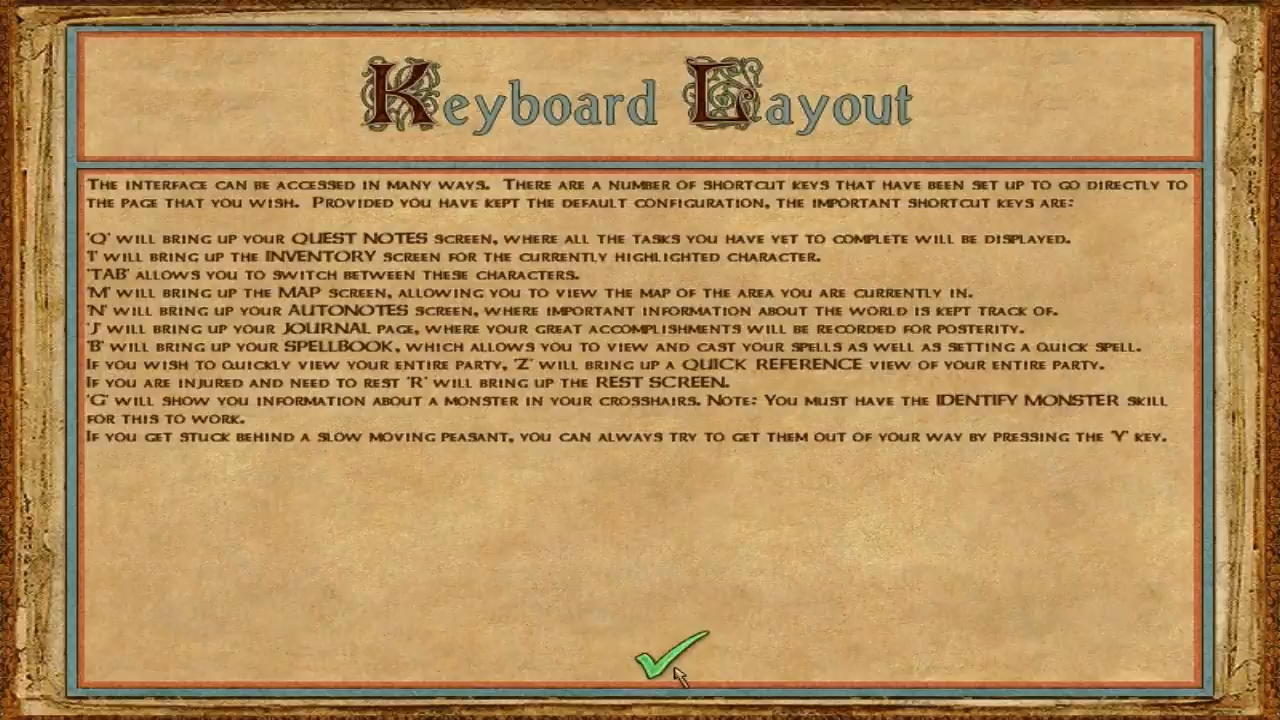 Keyboard Layout
The interface can be accessed in many ways. There are a number of shortcut keys that have been set up to go directly to
the page that you wish. Provided you have kept the default configuration, the important shortcut keys are:
'Q' will bring up your QUEST NOTES screen, where all the tasks you have yet to complete will be displayed.
'I' will bring up the INVENTORY screen for the currently highlighted character.
'TAB' allows you to switch between these characters.
'M' will bring up the MAP screen, allowing you to view the map of the area you are currently in.
'N' will bring up your AUTONOTES screen, where important information about the world is kept track of.
'J' will bring up your JOURNAL page, where your great accomplishments will be recorded for posterity.
'B' will bring up your SPELLBOOK, which allows you to view and cast your spells as well as setting a quick spell.
If you wish to quickly view your entire party, 'Z' will bring up a QUICK REFERENCE view of your entire party.
If you are injured and need to rest 'R' will bring up the REST SCREEN.
'G' will show you information about a monster in your crosshairs. Note: You must have the IDENTIFY MONSTER skill
for this to work.
If you get stuck behind a slow moving peasant, you can always try to get them out of your way by pressing the 'Y' key.